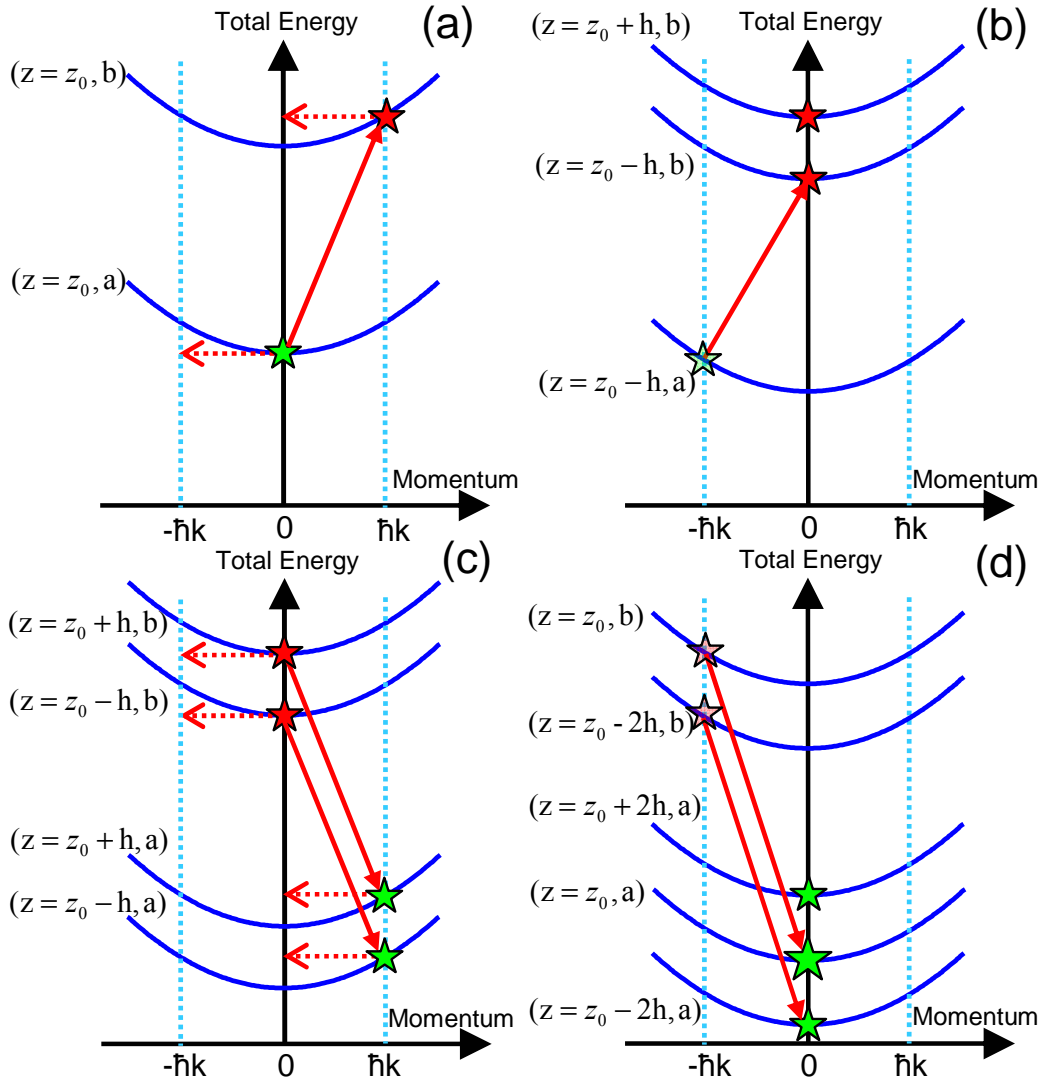 Total Energy
(a)
(z = z₀, b)
(z = z₀, a)
Momentum
-ħk
0
ħk
Total Energy
(b)
(z = z₀ + h, b)
(z = z₀ − h, b)
(z = z₀ − h, a)
Momentum
-ħk
0
ħk
Total Energy
(c)
(z = z₀ + h, b)
(z = z₀ − h, b)
(z = z₀ + h, a)
(z = z₀ − h, a)
Momentum
-ħk
0
ħk
Total Energy
(d)
(z = z₀, b)
(z = z₀ - 2h, b)
(z = z₀ + 2h, a)
(z = z₀, a)
(z = z₀ − 2h, a)
Momentum
-ħk
0
ħk